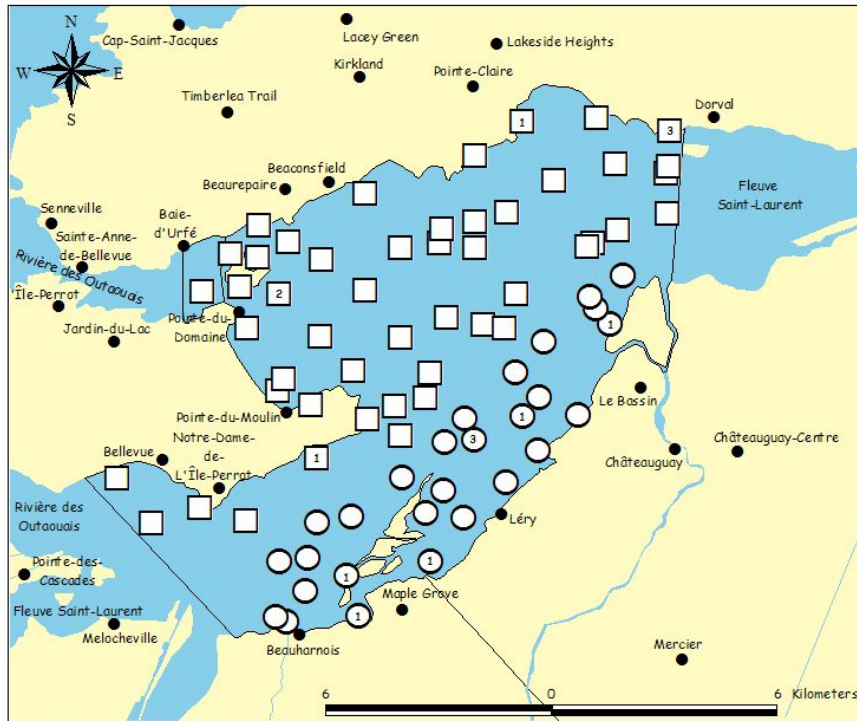 N
Cap-Saint-Jacques
Lacey Green
Lakeside Heights
W
E
Kirkland
Pointe-Claire
S
Timberlea Trail
1
Dorval
3
Beaconsfield
Beaurepaire
Fleuve
Saint-Laurent
Senneville
Baie-
d'Urfé
Sainte-Anne-
de-Bellevue
Rivière des Outaouais
'Île-Perrot
2
Pointe-du-
Domaine
1
Jardin-du-Lac
Le Bassin
Pointe-du-Moulin
1
Notre-Dame-
de-
L'Île-Perrot
3
Bellevue
1
Châteauguay-Centre
Châteauguay
Rivière des
Outaouais
Léry
Pointe-des-
Cascades
1
1
Fleuve Saint-Laurent
Maple Grove
1
Melocheville
Beauharnois
Mercier
6
0
6
Kilometers